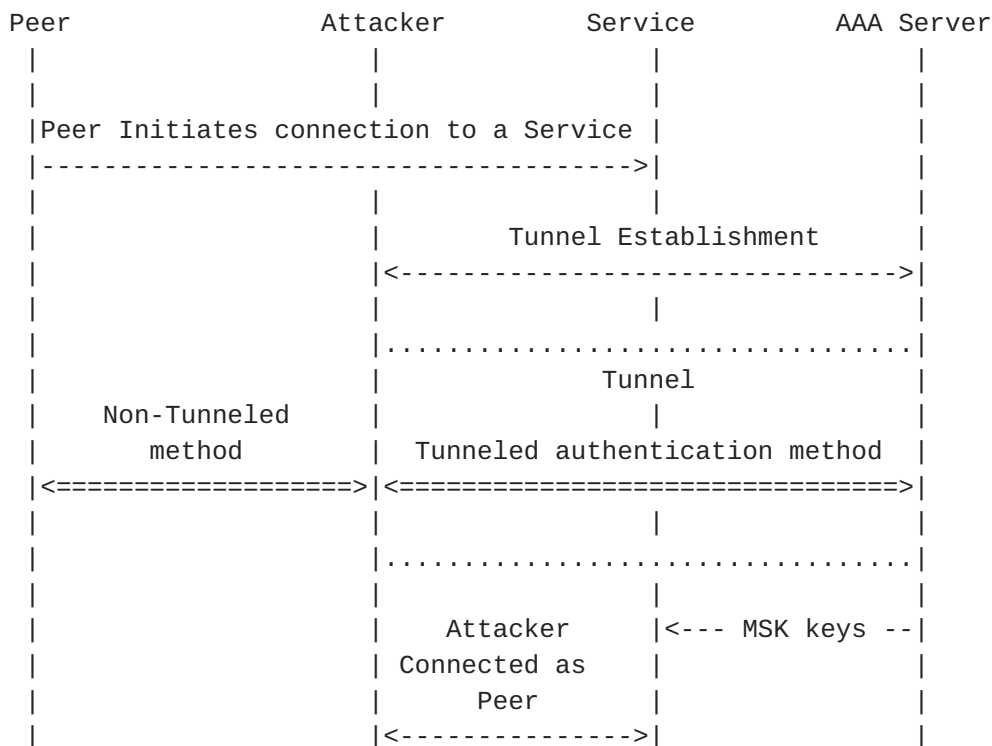 Peer Attacker Service AAA Server
Peer Initiates connection to a Service
Tunnel Establishment
Tunnel
Non-Tunneled
method Tunneled authentication method
Attacker <--- MSK keys --
Connected as
Peer